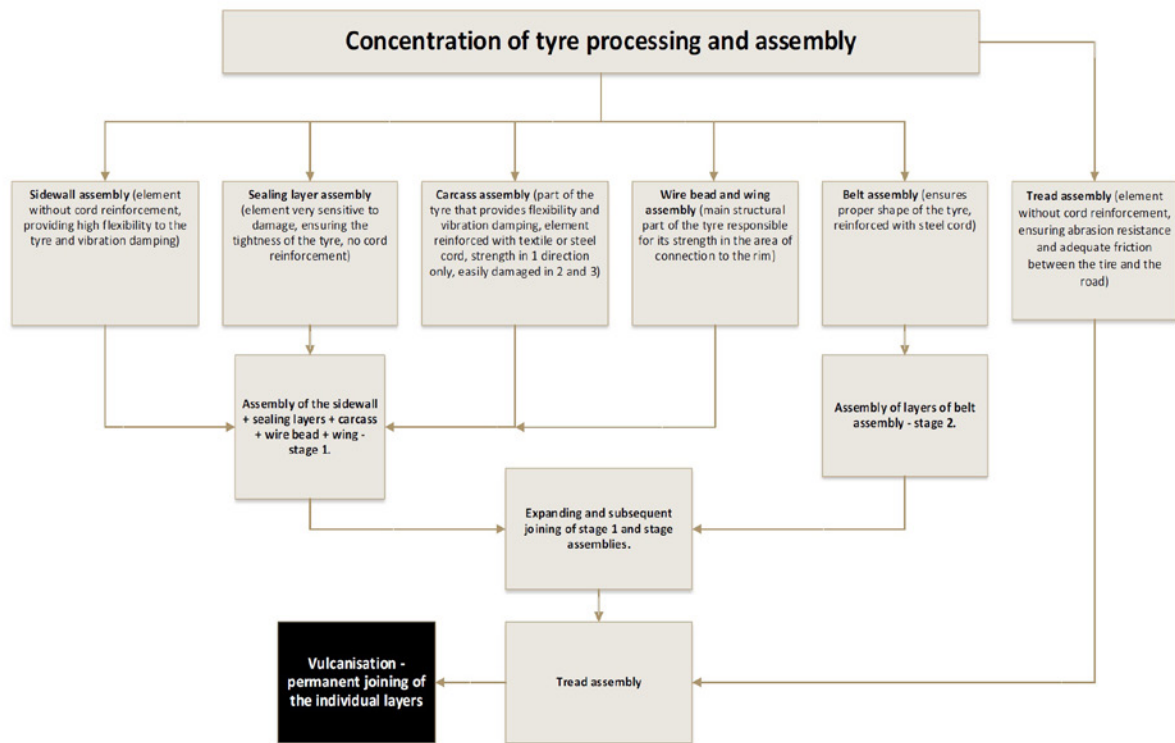 Concentration of tyre processing and assembly
Sidewall assembly (element
without cord reinforcement,
providing high flexibility to the
tyre and vibration damping)
Sealing layer assembly
(element very sensitive to
damage, ensuring the
tightness of the tyre, no cord
reinforcement)
Carcass assembly (part of the
tyre that provides flexibility and
vibration damping, element
reinforced with textile or steel
cord, strength in 1 direction
only, easily damaged in 2 and 3)
Wire bead and wing
assembly (main structural
part of the tyre responsible
for its strength in the area of
connection to the rim)
Belt assembly (ensures
proper shape of the tyre,
reinforced with steel cord)
Tread assembly (element
without cord reinforcement,
ensuring abrasion resistance
and adequate friction
between the tire and the
road)
Assembly of the sidewall
+ sealing layers + carcass
+ wire bead + wing -
stage 1.
Assembly of layers of belt
assembly - stage 2.
Expanding and subsequent
joining of stage 1 and stage
assemblies.
Vulcanisation -
permanent joining of
the individual layers
Tread assembly